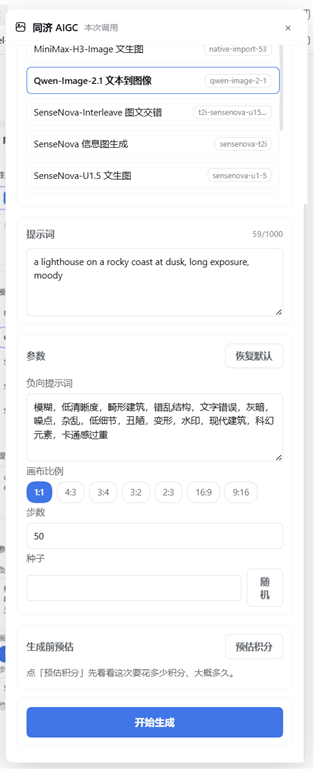 同济 AIGC 本次调用 ×
MiniMax-H3-Image 文生图 native-import-53
Qwen-Image-2.1 文本到图像 qwen-image-2-1
SenseNova-Interleave 图文交错 t2i-sensenova-u15...
SenseNova 信息图生成 sensenova-t2i
SenseNova-U1.5 文生图 sensenova-u1-5
提示词 59/1000
a lighthouse on a rocky coast at dusk, long exposure,
moody
参数 恢复默认
负向提示词
模糊，低清晰度，畸形建筑，错乱结构，文字错误，灰暗，
噪点，杂乱，低细节，丑陋，变形，水印，现代建筑，科幻
元素，卡通感过重
画布比例
1:1 4:3 3:4 3:2 2:3 16:9 9:16
步数
50
种子
随
机
生成前预估 预估积分
点「预估积分」先看看这次要花多少积分、大概多久。
开始生成